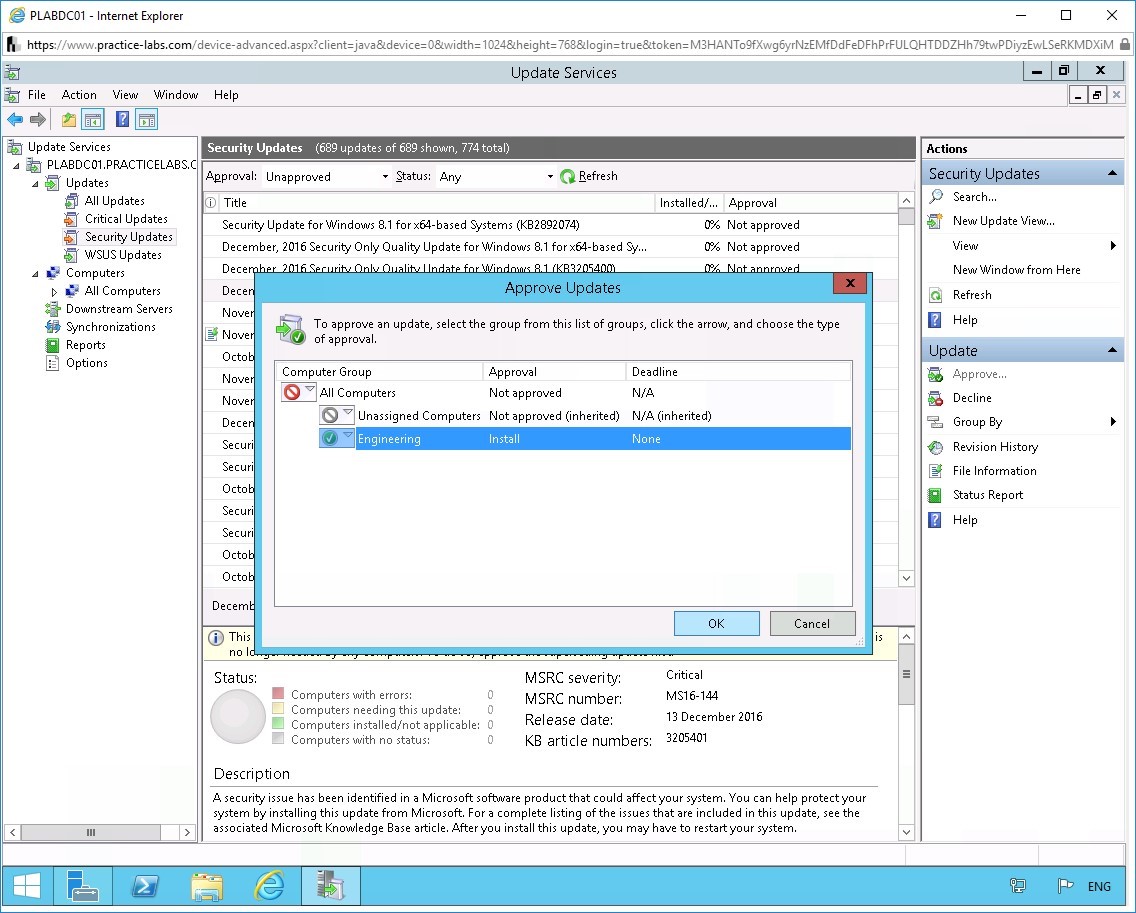 PLABDC01 - Internet Explorer
https://www.practice-labs.com/device-advanced.aspx?client=java&device=0&width=1024&height=768&login=true&token=M3HANTo9fXwg6yrNzEMfDdFeDFhPrFULQHTDDZHh79twPDiyzEwLSeRKMDXiM
Update Services
File Action View Window Help
Update Services
PLABDC01.PRACTICELABS.C
Updates
All Updates
Critical Updates
Security Updates
WSUS Updates
Computers
All Computers
Downstream Servers
Synchronizations
Reports
Options
Security Updates (689 updates of 689 shown, 774 total)
Approval: Unapproved Status: Any Refresh
Title Installed/... Approval
Security Update for Windows 8.1 for x64-based Systems (KB2892074) 0% Not approved
December, 2016 Security Only Quality Update for Windows 8.1 for x64-based Sy... 0% Not approved
December, 2016 Security Only Quality Update for Windows 8.1 (KB3205400) 0% Not approved
Decem
Novem
Novem
Octob
Novem
Novem
Decem
Securi
Securi
Octob
Securi
Securi
Octob
Octob
Decemb
Approve Updates
To approve an update, select the group from this list of groups, click the arrow, and choose the type
of approval.
Computer Group Approval Deadline
All Computers Not approved N/A
Unassigned Computers Not approved (inherited) N/A (inherited)
Engineering Install None
OK Cancel
This is
Status:
Computers with errors: 0
Computers needing this update: 0
Computers installed/not applicable: 0
Computers with no status: 0
MSRC severity: Critical
MSRC number: MS16-144
Release date: 13 December 2016
KB article numbers: 3205401
Description
A security issue has been identified in a Microsoft software product that could affect your system. You can help protect your
system by installing this update from Microsoft. For a complete listing of the issues that are included in this update, see the
associated Microsoft Knowledge Base article. After you install this update, you may have to restart your system.
Actions
Security Updates
Search...
New Update View...
View
New Window from Here
Refresh
Help
Update
Approve...
Decline
Group By
Revision History
File Information
Status Report
Help
ENG